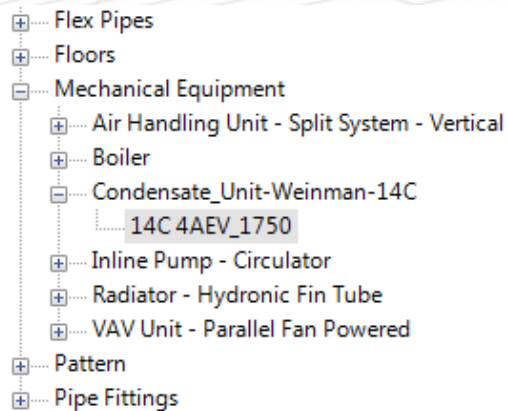 Flex Pipes
Floors
Mechanical Equipment
Air Handling Unit - Split System - Vertical
Boiler
Condensate_Unit-Weinman-14C
14C 4AEV_1750
Inline Pump - Circulator
Radiator - Hydronic Fin Tube
VAV Unit - Parallel Fan Powered
Pattern
Pipe Fittings